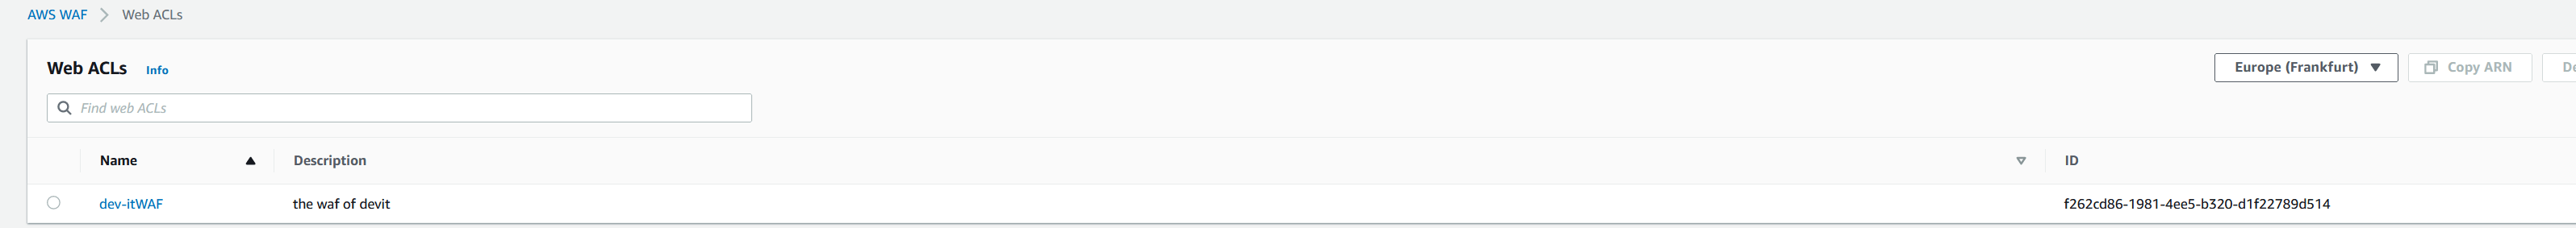 AWS WAF > Web ACLs
Web ACLs Info
Europe (Frankfurt) Copy ARN
Find web ACLs
Name Description ID
dev-itWAF the waf of devit f262cd86-1981-4ee5-b320-d1f22789d514